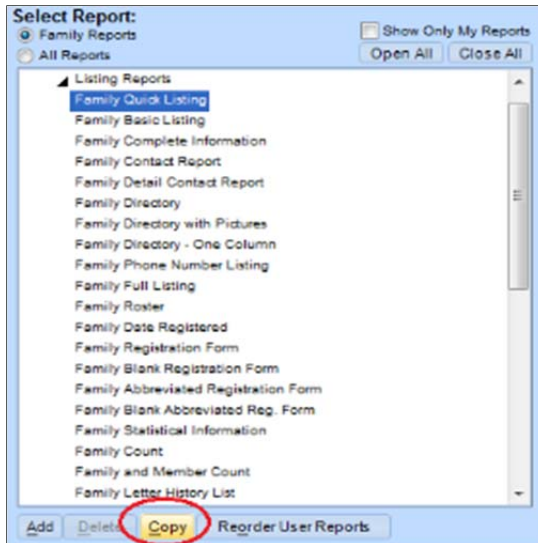 Select Report:
Family Reports
Show Only My Reports
All Reports
Open All
Close All
Listing Reports
Family Quick Listing
Family Basic Listing
Family Complete Information
Family Contact Report
Family Detail Contact Report
Family Directory
Family Directory with Pictures
Family Directory - One Column
Family Phone Number Listing
Family Full Listing
Family Roster
Family Date Registered
Family Registration Form
Family Blank Registration Form
Family Abbreviated Registration Form
Family Blank Abbreviated Reg. Form
Family Statistical Information
Family Count
Family and Member Count
Family Letter History List
Add Delete Copy Reorder User Reports